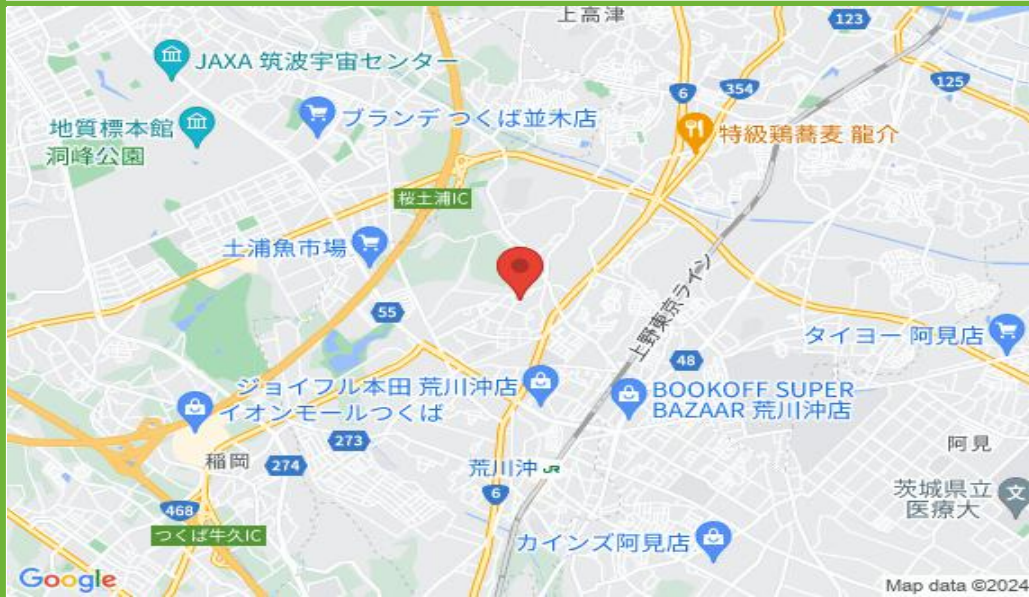 上高津
123
JAXA 筑波宇宙センター
6
354
125
ブランデ つくば並木店
地質標本館
洞峰公園
特級鶏蕎麦 龍介
桜土浦IC
土浦魚市場
55
上野東京ライン
タイヨー 阿見店
48
ジョイフル本田 荒川沖店
イオンモールつくば
BOOKOFF SUPER
BAZAAR 荒川沖店
273
稲岡
274
阿見
荒川沖 JR
6
茨城県立
医療大
468
つくば牛久IC
カインズ阿見店
Google
Map data ©2024